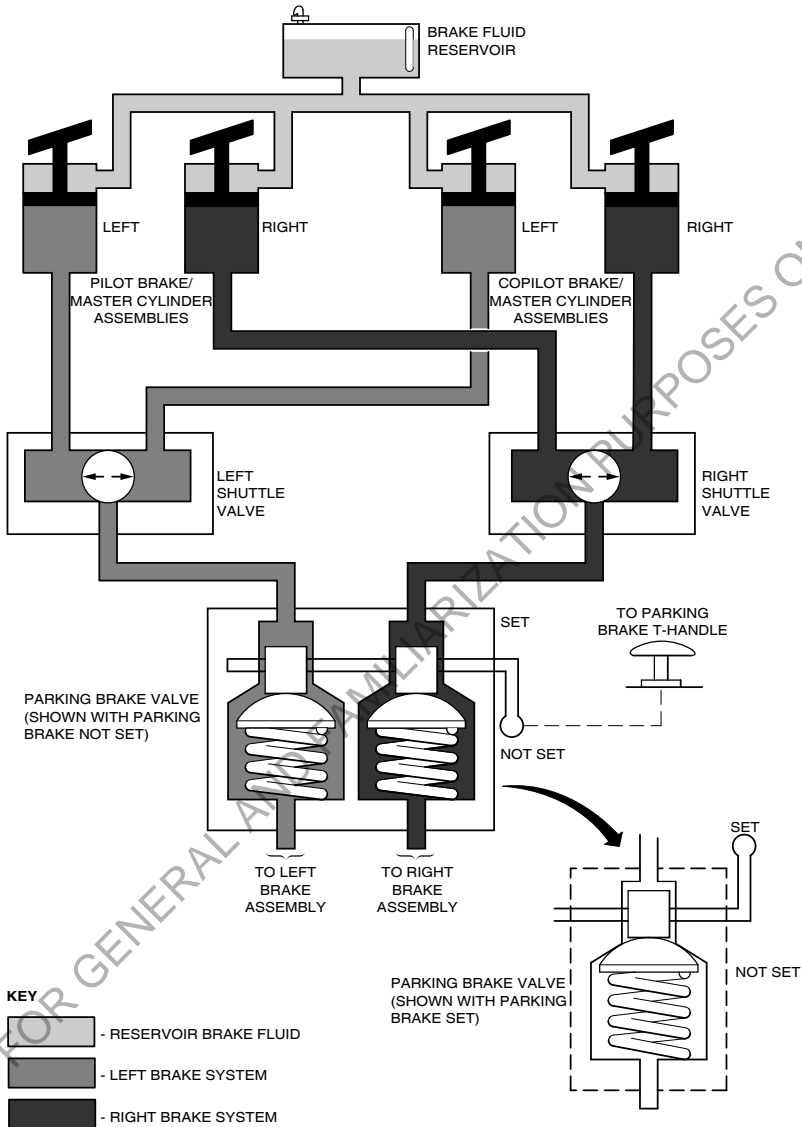 BRAKE FLUID
RESERVOIR
LEFT
RIGHT
LEFT
RIGHT
PILOT BRAKE/
MASTER CYLINDER
ASSEMBLIES
COPILOT BRAKE/
MASTER CYLINDER
ASSEMBLIES
LEFT
SHUTTLE
VALVE
RIGHT
SHUTTLE
VALVE
SET
TO PARKING
BRAKE T-HANDLE
PARKING BRAKE VALVE
(SHOWN WITH PARKING
BRAKE NOT SET)
NOT SET
TO LEFT
BRAKE
ASSEMBLY
TO RIGHT
BRAKE
ASSEMBLY
SET
NOT SET
PARKING BRAKE VALVE
(SHOWN WITH PARKING
BRAKE SET)
KEY
- RESERVOIR BRAKE FLUID
- LEFT BRAKE SYSTEM
- RIGHT BRAKE SYSTEM
FOR GENERAL AND FAMILIARIZATION PURPOSES